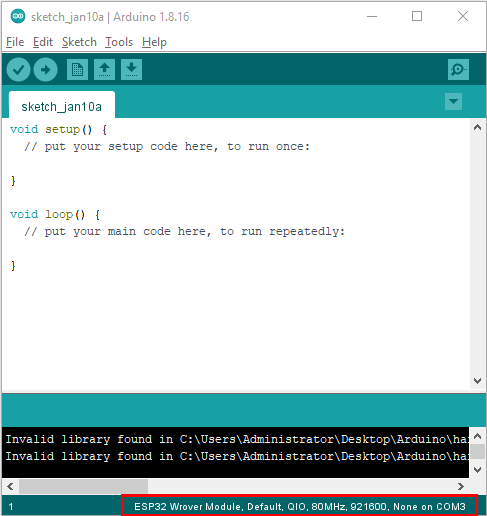 sketch_jan10a | Arduino 1.8.16
File Edit Sketch Tools Help
sketch_jan10a
void setup() {
  // put your setup code here, to run once:
}
void loop() {
  // put your main code here, to run repeatedly:
}
Invalid library found in C:\Users\Administrator\Desktop\Arduino\ha
Invalid library found in C:\Users\Administrator\Desktop\Arduino\ha
1 ESP32 Wrover Module, Default, QIO, 80MHz, 921600, None on COM3